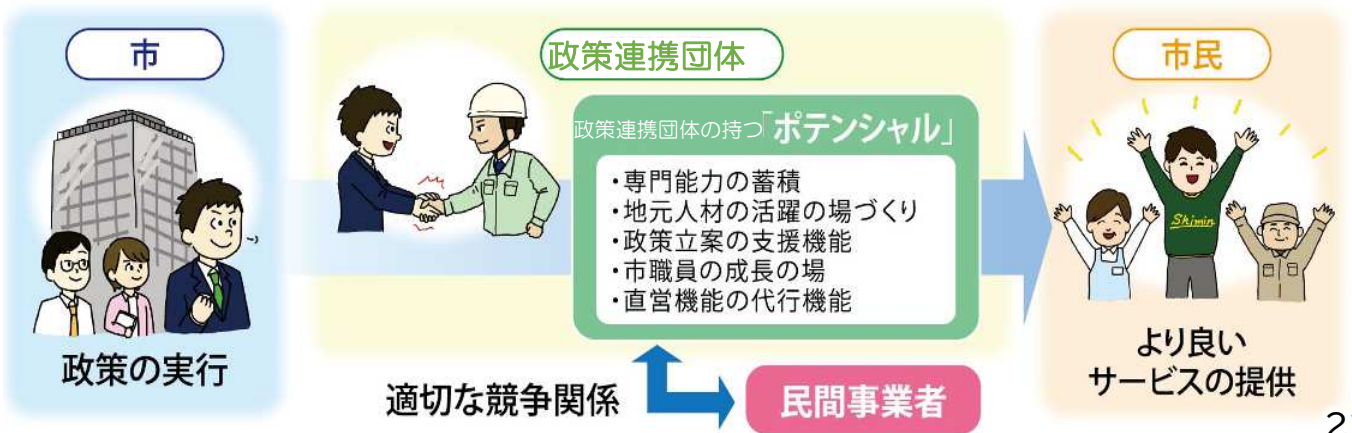 市
政策の実行
政策連携団体
政策連携団体の持つ「ポテンシャル」
・専門能力の蓄積
・地元人材の活躍の場づくり
・政策立案の支援機能
・市職員の成長の場
・直営機能の代行機能
適切な競争関係
民間事業者
市民
Shimin
より良い
サービスの提供